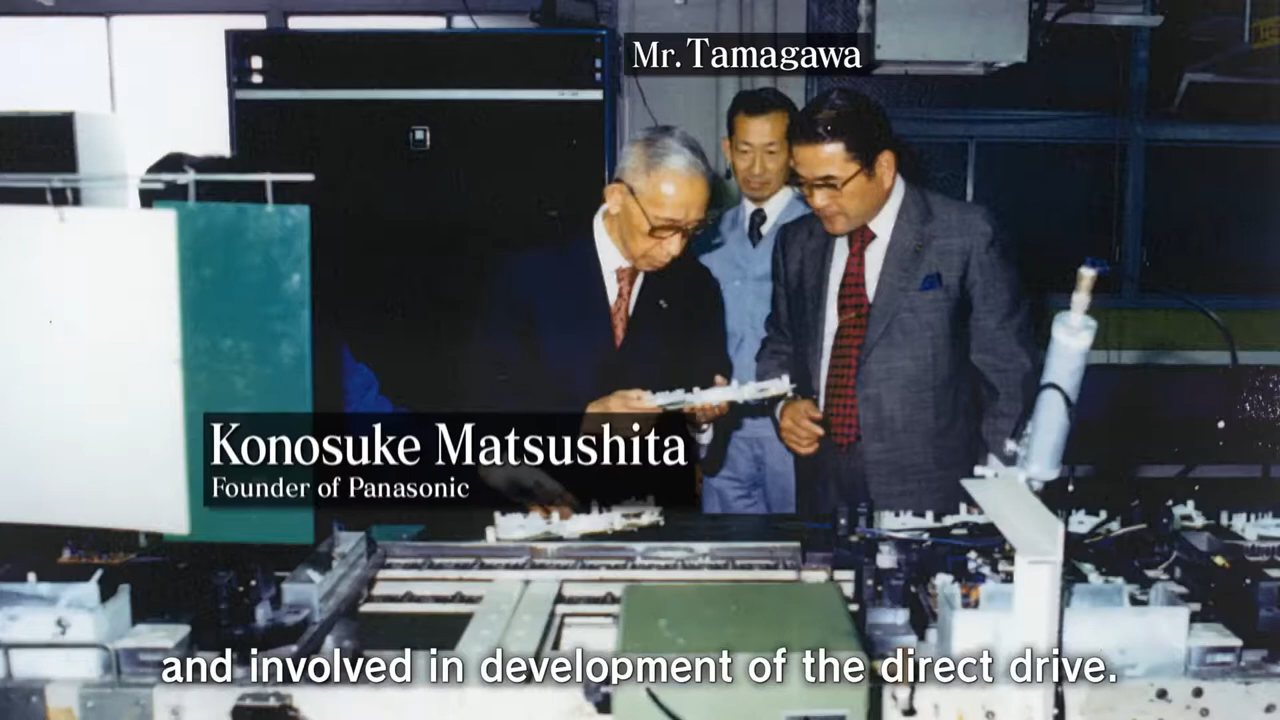 Mr. Tamagawa
Konosuke Matsushita
Founder of Panasonic
and involved in development of the direct drive.